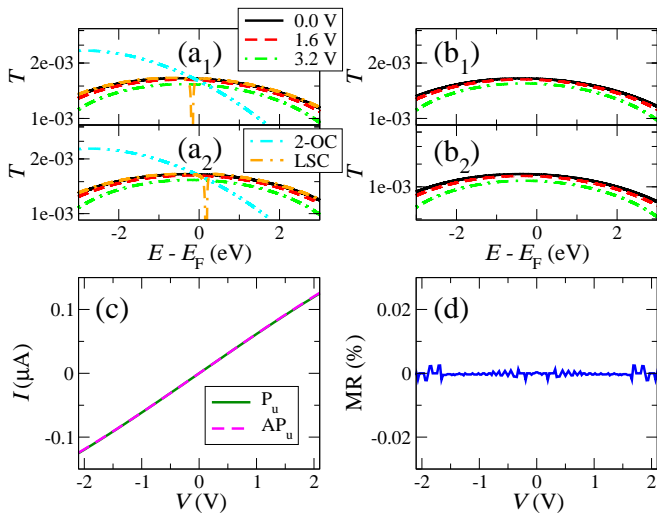 (a1)
0.0 V
1.6 V
3.2 V
(b1)
T
2e-03
1e-03
T
2e-03
1e-03
(a2)
2-OC
LSC
(b2)
T
2e-03
1e-03
T
1e-03
-2 0 2
E - EF (eV)
-2 0 2
E - EF (eV)
(c)
I (μA)
0.1
0
-0.1
Pu
APu
-2 -1 0 1 2
V (V)
(d)
MR (%)
0.02
0
-0.02
-2 -1 0 1 2
V (V)